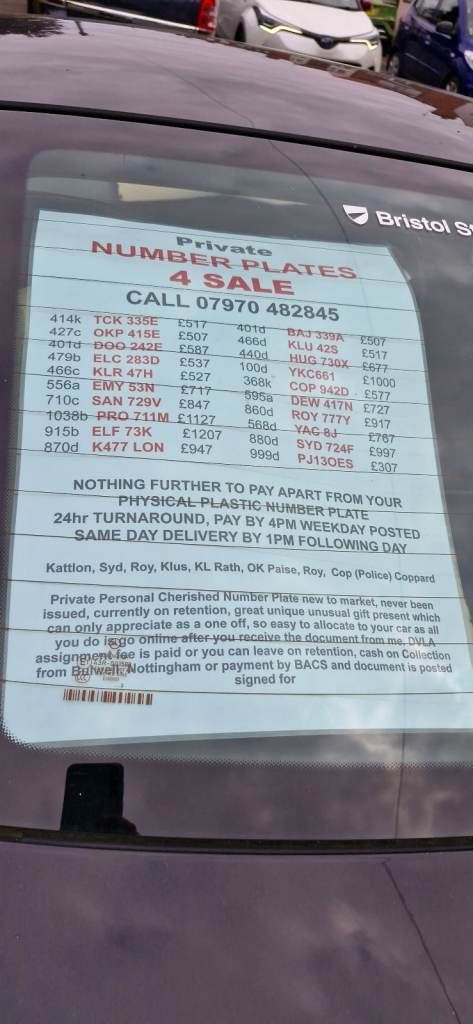 Bristol
Private
NUMBER PLATES
4 SALE
CALL 07970 482845
414k TCK 335E £517 401d BAJ 339A £507
427c OKP 415E £507 466d KLU 42S £517
401d DOO 242E £587 440d HUG 730X £677
479b ELC 283D £537 100d YKC661 £1000
466c KLR 47H £527 368k COP 942D £577
556a EMY 53N £717 595a DEW 417N £727
710c SAN 729V £847 860d ROY 777Y £917
1038b PRO 711M £1127 568d YAG 8J £767
915b ELF 73K £1207 880d SYD 724F £997
870d K477 LON £947 999d PJ13OES £307
NOTHING FURTHER TO PAY APART FROM YOUR
PHYSICAL PLASTIC NUMBER PLATE
24hr TURNAROUND, PAY BY 4PM WEEKDAY POSTED
SAME DAY DELIVERY BY 1PM FOLLOWING DAY
Kattlon, Syd, Roy, Klus, KL Rath, OK Paise, Roy, Cop (Police) Coppard
Private Personal Cherished Number Plate new to market, never been
issued, currently on retention, great unique unusual gift present which
can only appreciate as a one off, so easy to allocate to your car as all
you do is go online after you receive the document from me, DVLA
assignment fee is paid or you can leave on retention, cash on Collection
from Bulwell, Nottingham or payment by BACS and document is posted
signed for